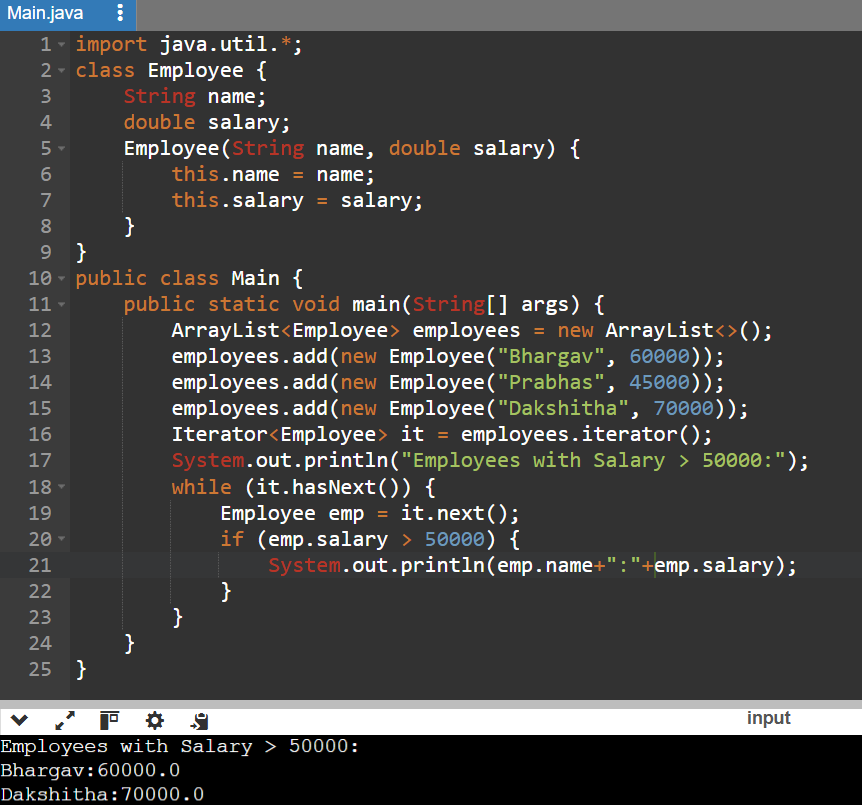 Main.java
1 import java.util.*;
2 class Employee {
3     String name;
4     double salary;
5     Employee(String name, double salary) {
6         this.name = name;
7         this.salary = salary;
8     }
9 }
10 public class Main {
11     public static void main(String[] args) {
12         ArrayList<Employee> employees = new ArrayList<>();
13         employees.add(new Employee("Bhargav", 60000));
14         employees.add(new Employee("Prabhas", 45000));
15         employees.add(new Employee("Dakshitha", 70000));
16         Iterator<Employee> it = employees.iterator();
17         System.out.println("Employees with Salary > 50000:");
18         while (it.hasNext()) {
19             Employee emp = it.next();
20             if (emp.salary > 50000) {
21                 System.out.println(emp.name+":"+emp.salary);
22             }
23         }
24     }
25 }
input
Employees with Salary > 50000:
Bhargav:60000.0
Dakshitha:70000.0